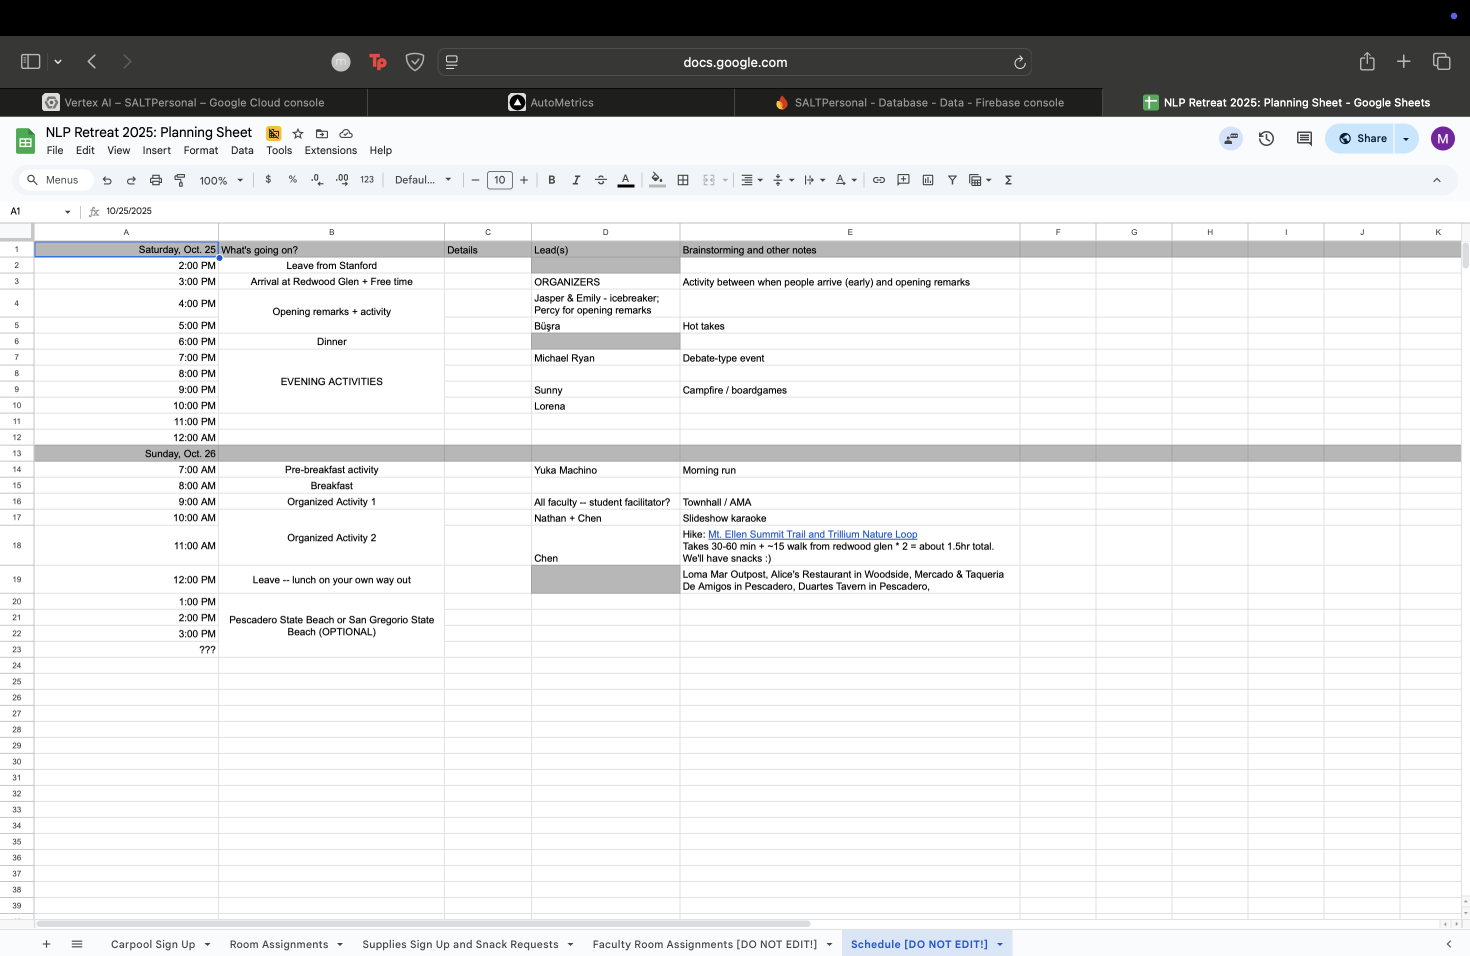 docs.google.com
Vertex AI – SALTPersonal – Google Cloud console
AutoMetrics
SALTPersonal - Database - Data - Firebase console
NLP Retreat 2025: Planning Sheet - Google Sheets
NLP Retreat 2025: Planning Sheet
File Edit View Insert Format Data Tools Extensions Help
Share
M
Menus
100%
$ % .0 .00 123
Defaul...
10
B I A
A1
fx 10/25/2025
A B C D E F G H I J K
1 Saturday, Oct. 25 What's going on? Details Lead(s) Brainstorming and other notes
2 2:00 PM Leave from Stanford
3 3:00 PM Arrival at Redwood Glen + Free time ORGANIZERS Activity between when people arrive (early) and opening remarks
4 4:00 PM Opening remarks + activity Jasper & Emily - icebreaker;
Percy for opening remarks
5 5:00 PM Büşra Hot takes
6 6:00 PM Dinner
7 7:00 PM Michael Ryan Debate-type event
8 8:00 PM EVENING ACTIVITIES
9 9:00 PM Sunny Campfire / boardgames
10 10:00 PM Lorena
11 11:00 PM
12 12:00 AM
13 Sunday, Oct. 26
14 7:00 AM Pre-breakfast activity Yuka Machino Morning run
15 8:00 AM Breakfast
16 9:00 AM Organized Activity 1 All faculty -- student facilitator? Townhall / AMA
17 10:00 AM Nathan + Chen Slideshow karaoke
Organized Activity 2
Hike: Mt. Ellen Summit Trail and Trillium Nature Loop
18 11:00 AM Takes 30-60 min + ~15 walk from redwood glen * 2 = about 1.5hr total.
Chen We'll have snacks :)
19 12:00 PM Leave -- lunch on your own way out Loma Mar Outpost, Alice's Restaurant in Woodside, Mercado & Taqueria
De Amigos in Pescadero, Duartes Tavern in Pescadero,
20 1:00 PM
21 2:00 PM Pescadero State Beach or San Gregorio State
22 3:00 PM Beach (OPTIONAL)
23 ???
24
25
26
27
28
29
30
31
32
33
34
35
36
37
38
39
Carpool Sign Up Room Assignments Supplies Sign Up and Snack Requests Faculty Room Assignments [DO NOT EDIT!] Schedule [DO NOT EDIT!]